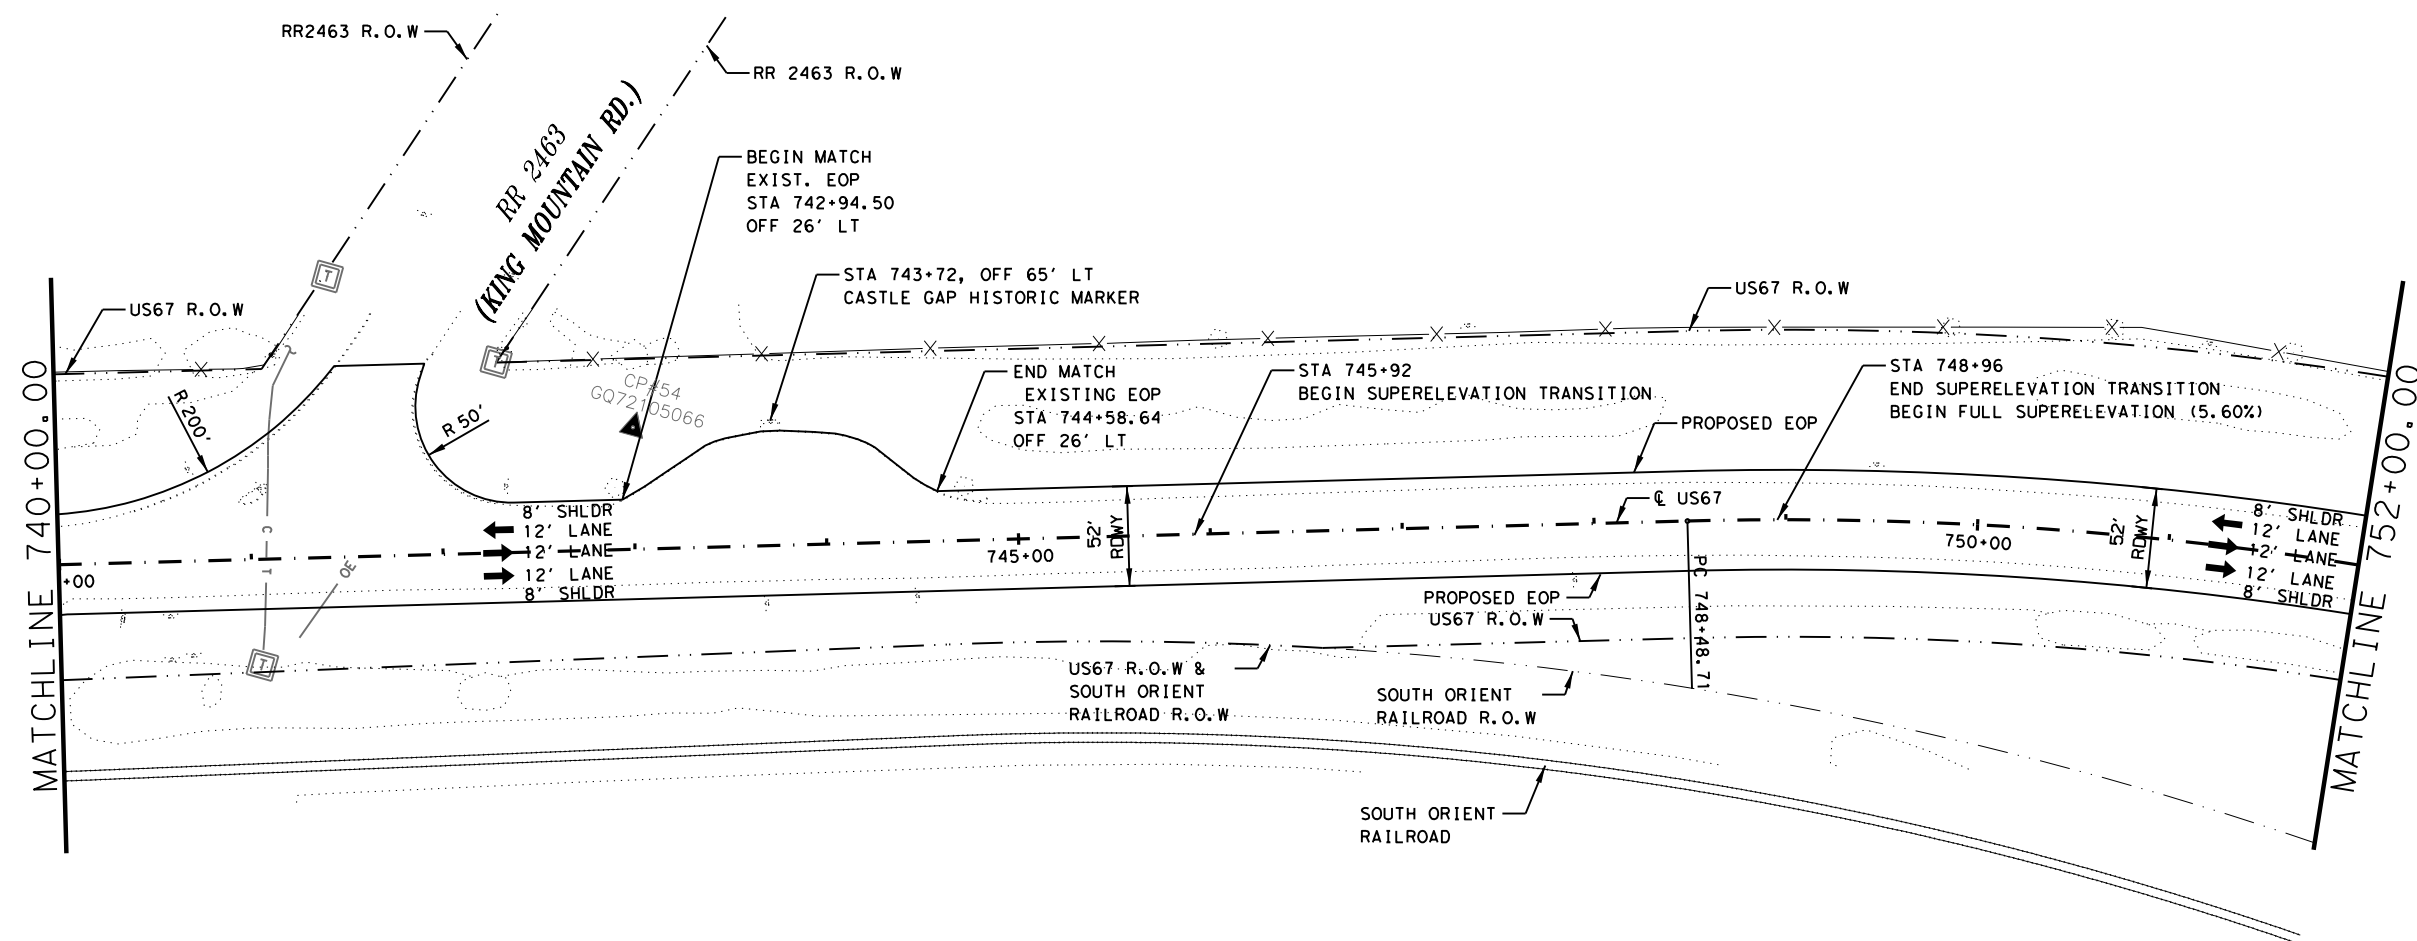 RR2463 R.O.W
RR 2463 R.O.W
RR 2463
(KING MOUNTAIN RD.)
BEGIN MATCH
EXIST. EOP
STA 742+94.50
OFF 26' LT
STA 743+72, OFF 65' LT
CASTLE GAP HISTORIC MARKER
US67 R.O.W
US67 R.O.W
MATCHLINE 740+00.00
R 200'
R 50'
CP#54
GQ72105066
END MATCH
EXISTING EOP
STA 744+58.64
OFF 26' LT
STA 745+92
BEGIN SUPERELEVATION TRANSITION
STA 748+96
END SUPERELEVATION TRANSITION
BEGIN FULL SUPERELEVATION (5.60%)
PROPOSED EOP
℄ US67
8' SHLDR
12' LANE
12' LANE
12' LANE
8' SHLDR
+00
C
T
OE
T
T
T
745+00
52'
RDWY
750+00
52'
RDWY
8' SHLDR
12' LANE
12' LANE
12' LANE
8' SHLDR
PC 748+48.71
PROPOSED EOP
US67 R.O.W
US67 R.O.W &
SOUTH ORIENT
RAILROAD R.O.W
SOUTH ORIENT
RAILROAD R.O.W
SOUTH ORIENT
RAILROAD
MATCHLINE 752+00.00